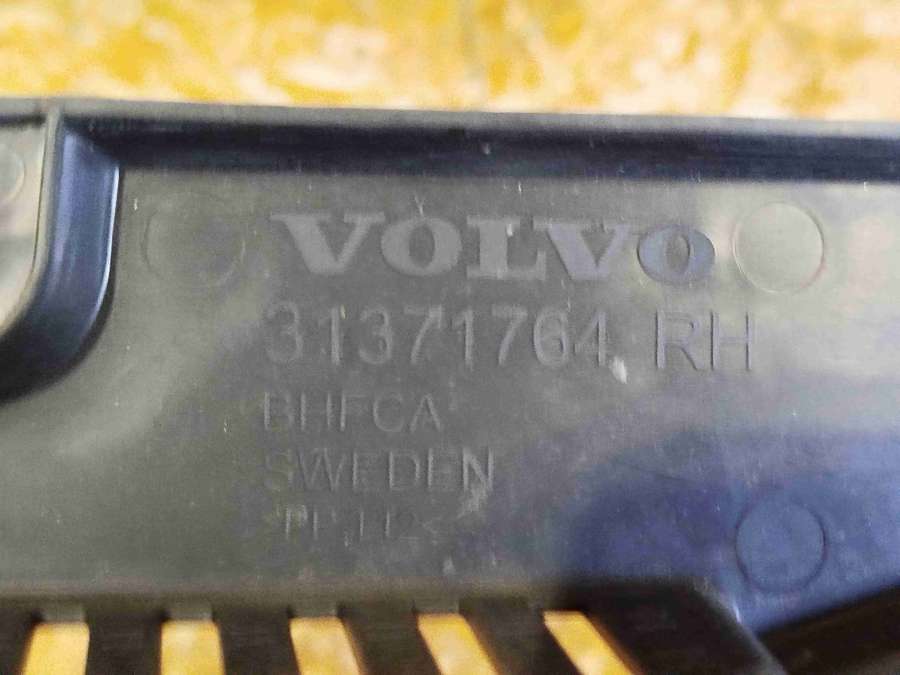 VOLVO
31371764 RH
BHFCA
SWEDEN